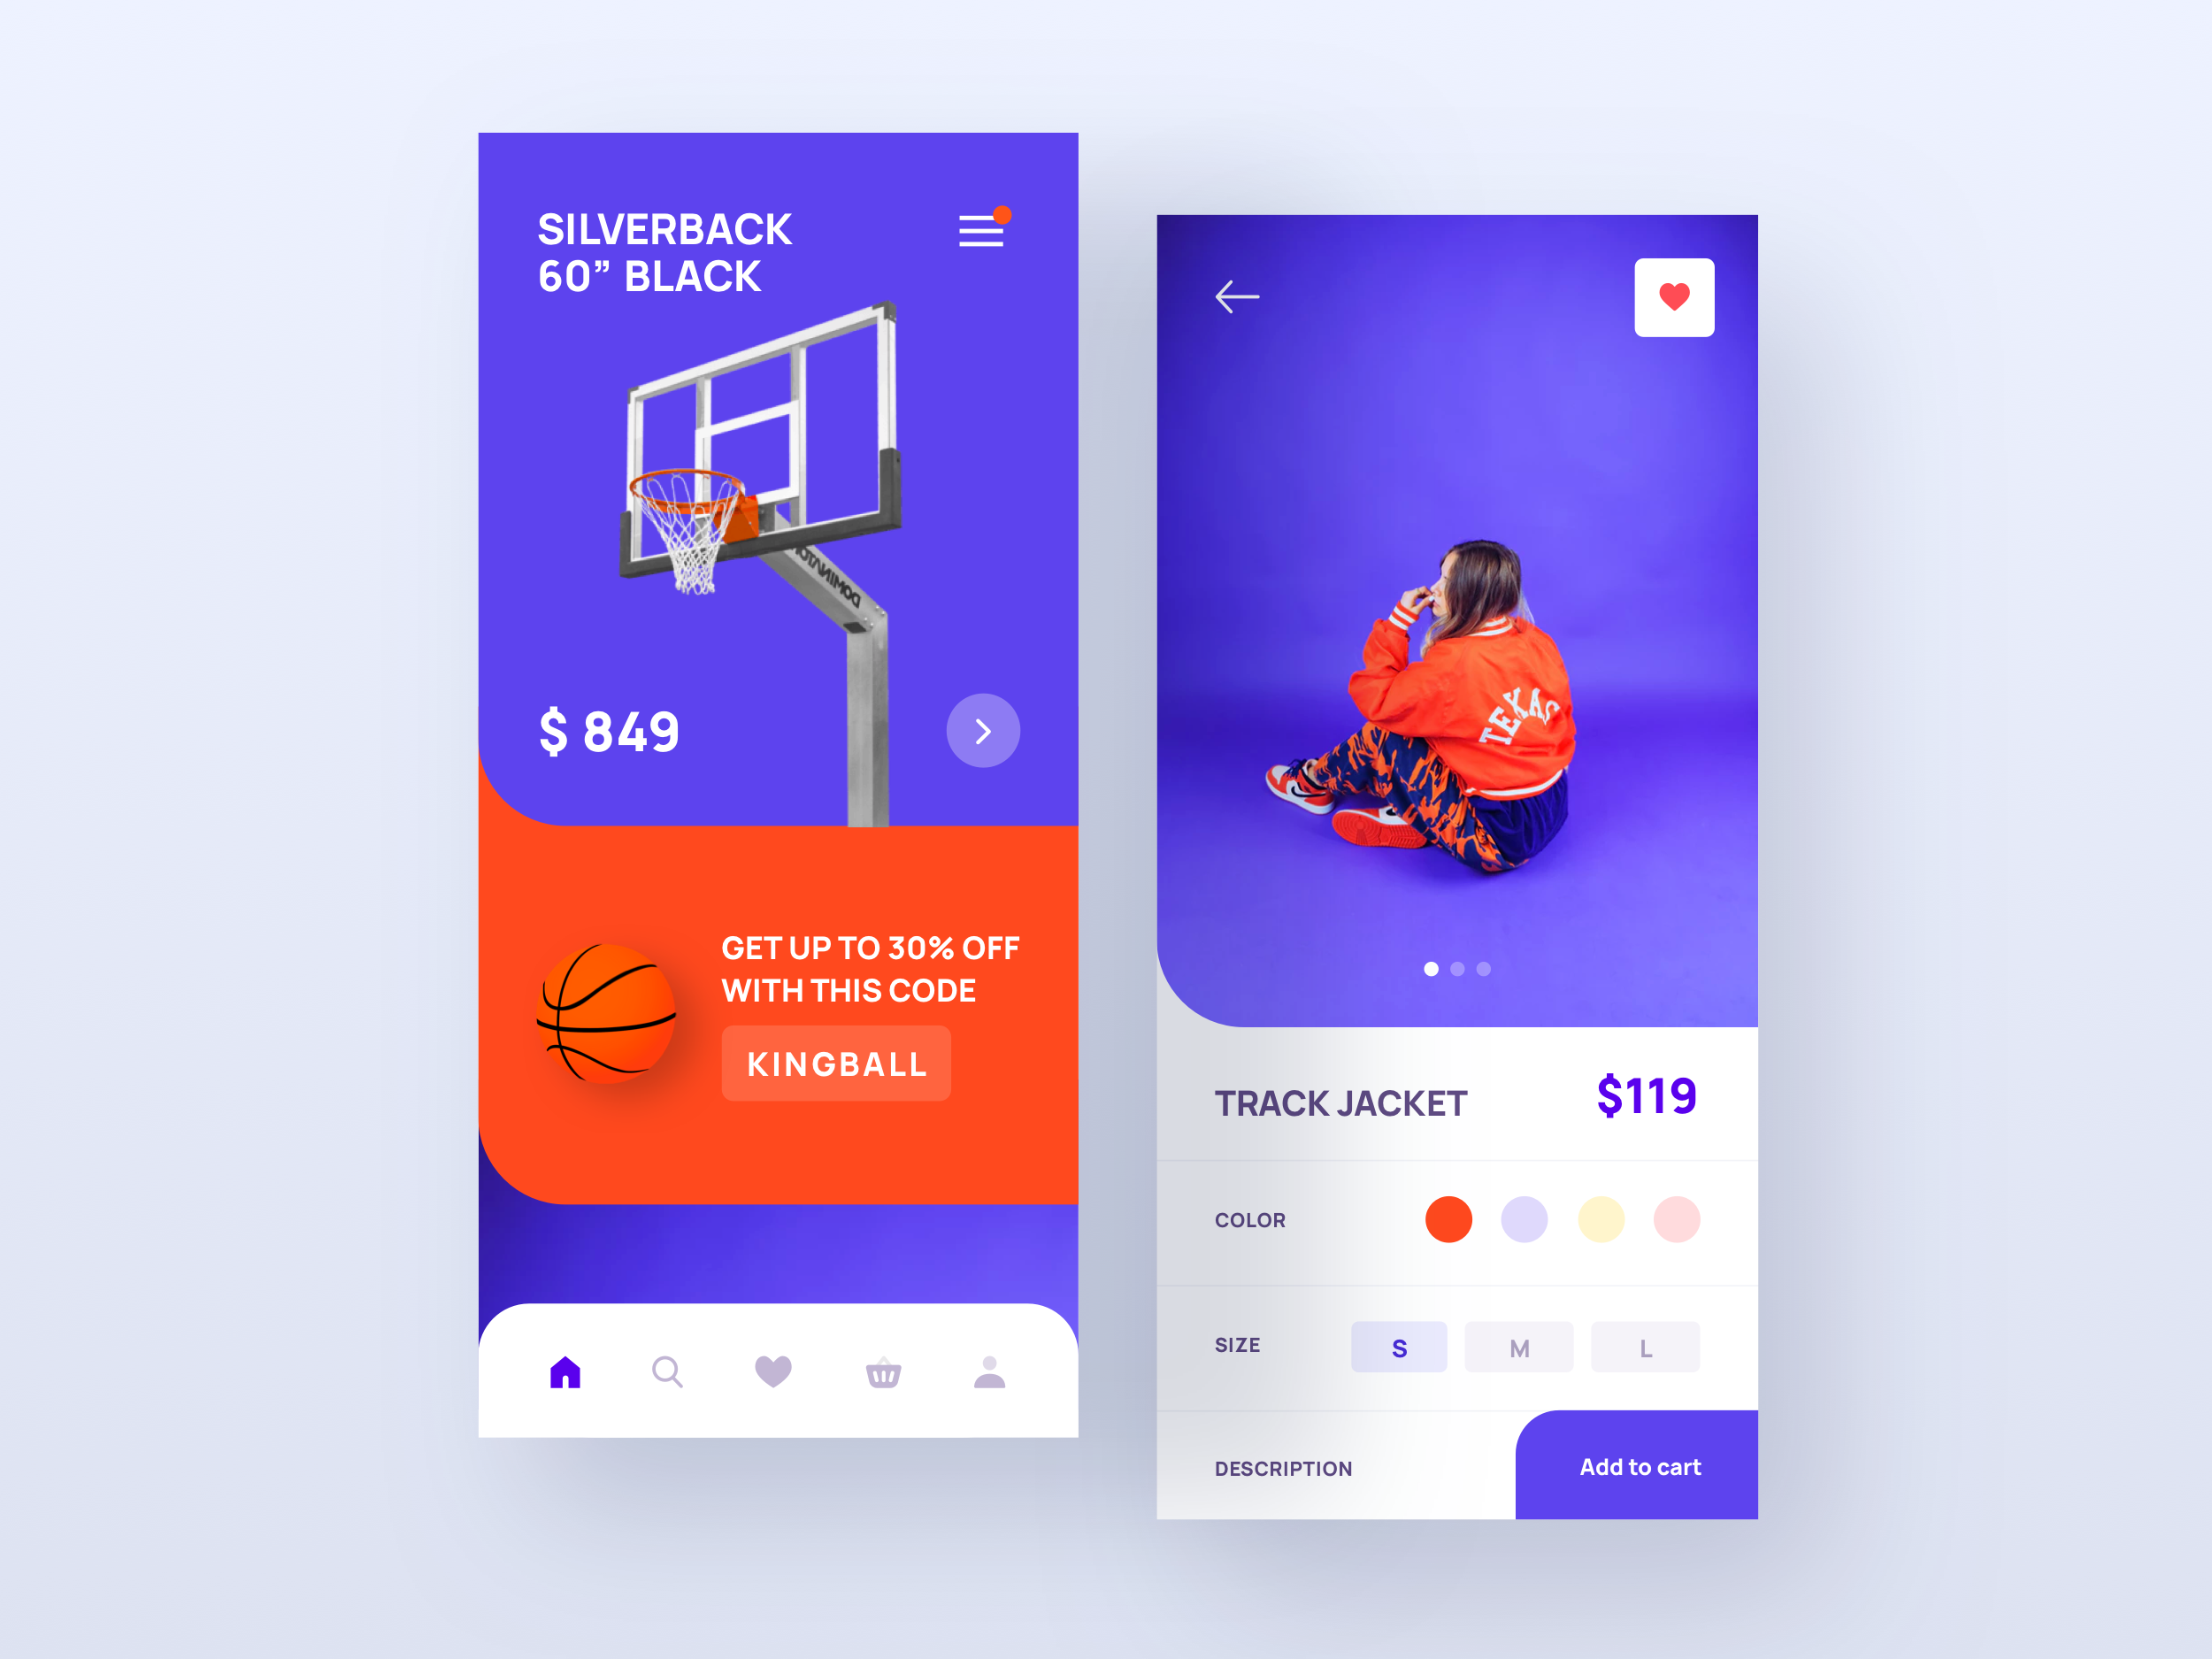 SILVERBACK
60” BLACK
DOMINATOR
$ 849
GET UP TO 30% OFF
WITH THIS CODE
KINGBALL
TEXAS
TRACK JACKET
$119
COLOR
SIZE
S
M
L
DESCRIPTION
Add to cart